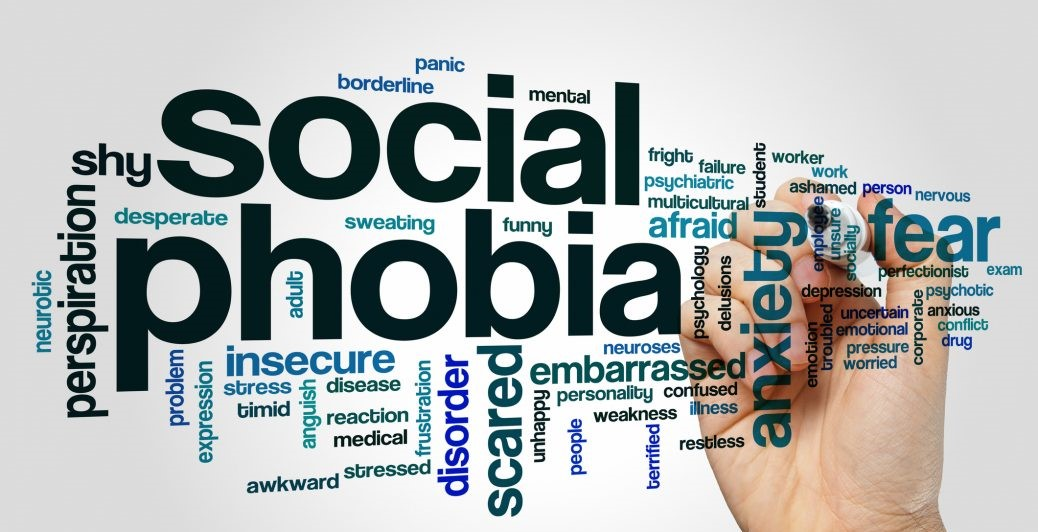 panic
borderline
mental
social
shy
fright
failure
student
worker
work
psychiatric
ashamed
person
nervous
multicultural
perspiration
desperate
sweating
funny
afraid
employee
unsure
socially
fear
phobia
adult
neurotic
psychology
delusions
anxiety
perfectionist
exam
depression
psychotic
uncertain
anxious
emotional
conflict
emotion
troubled
pressure
corporate
drug
worried
problem
expression
insecure
neuroses
stress
disease
embarrassed
timid
anguish
frustration
disorder
scared
unhappy
personality
confused
reaction
weakness
illness
medical
people
terrified
restless
stressed
awkward